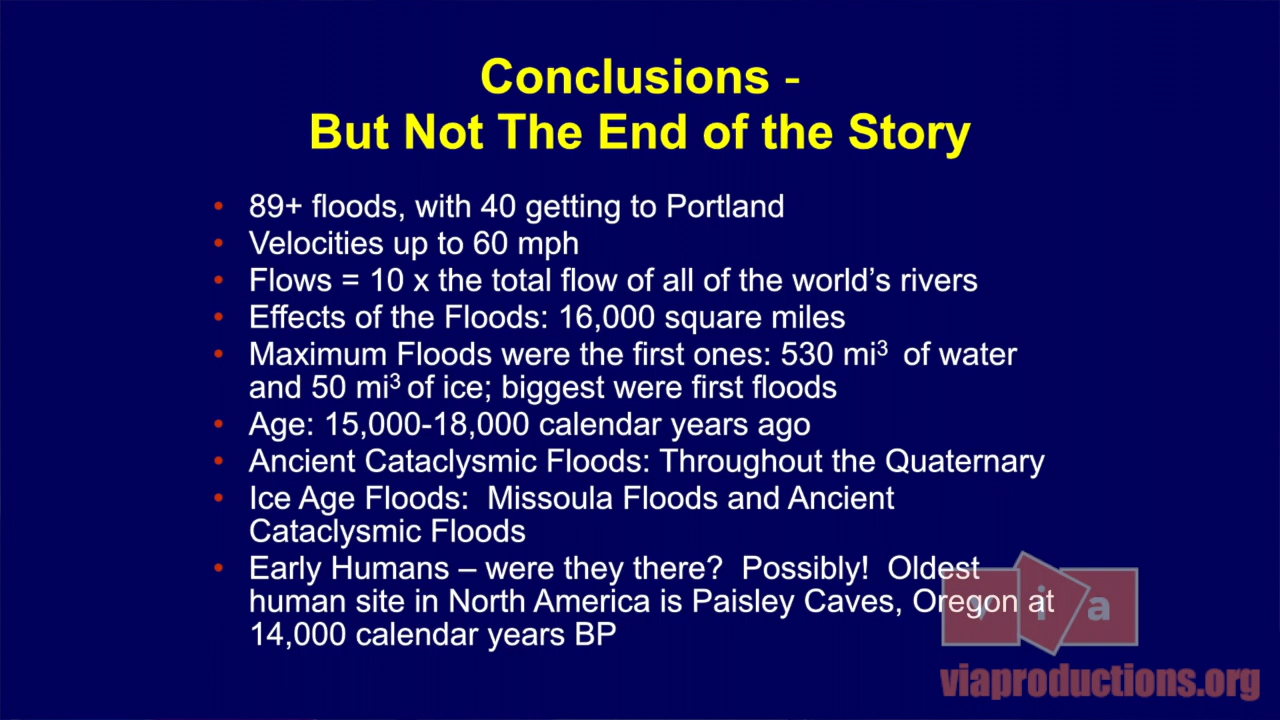 Conclusions -
But Not The End of the Story
• 89+ floods, with 40 getting to Portland
• Velocities up to 60 mph
• Flows = 10 x the total flow of all of the world’s rivers
• Effects of the Floods: 16,000 square miles
• Maximum Floods were the first ones: 530 mi³ of water
and 50 mi³ of ice; biggest were first floods
• Age: 15,000-18,000 calendar years ago
• Ancient Cataclysmic Floods: Throughout the Quaternary
• Ice Age Floods:  Missoula Floods and Ancient
Cataclysmic Floods
• Early Humans – were they there?  Possibly!  Oldest
human site in North America is Paisley Caves, Oregon at
14,000 calendar years BP
via
viaproductions.org